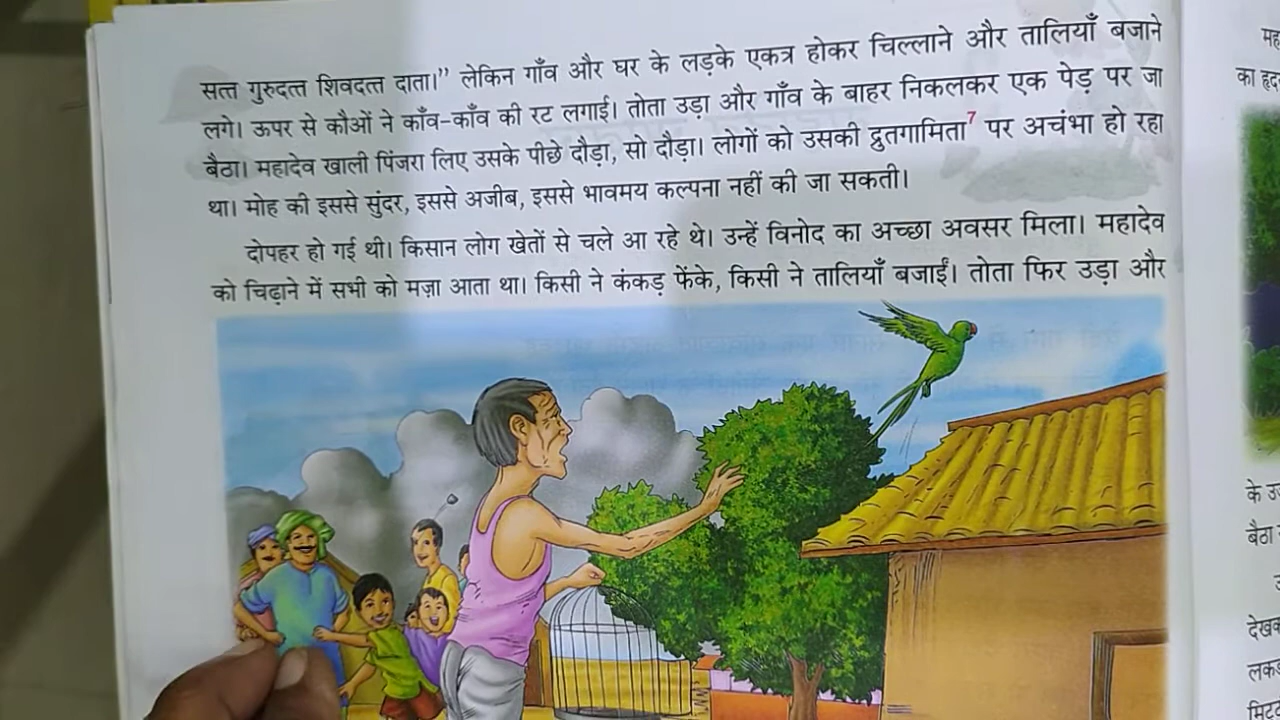 सत्त गुरुदत्त शिवदत्त दाता।” लेकिन गाँव और घर के लड़के एकत्र होकर चिल्लाने और तालियाँ बजाने
लगे। ऊपर से कौओं ने काँव-काँव की रट लगाई। तोता उड़ा और गाँव के बाहर निकलकर एक पेड़ पर जा
बैठा। महादेव खाली पिंजरा लिए उसके पीछे दौड़ा, सो दौड़ा। लोगों को उसकी द्रुतगामिता7 पर अचंभा हो रहा
था। मोह की इससे सुंदर, इससे अजीब, इससे भावमय कल्पना नहीं की जा सकती।
दोपहर हो गई थी। किसान लोग खेतों से चले आ रहे थे। उन्हें विनोद का अच्छा अवसर मिला। महादेव
को चिढ़ाने में सभी को मज़ा आता था। किसी ने कंकड़ फेंके, किसी ने तालियाँ बजाईं। तोता फिर उड़ा और
का
के
बैठा